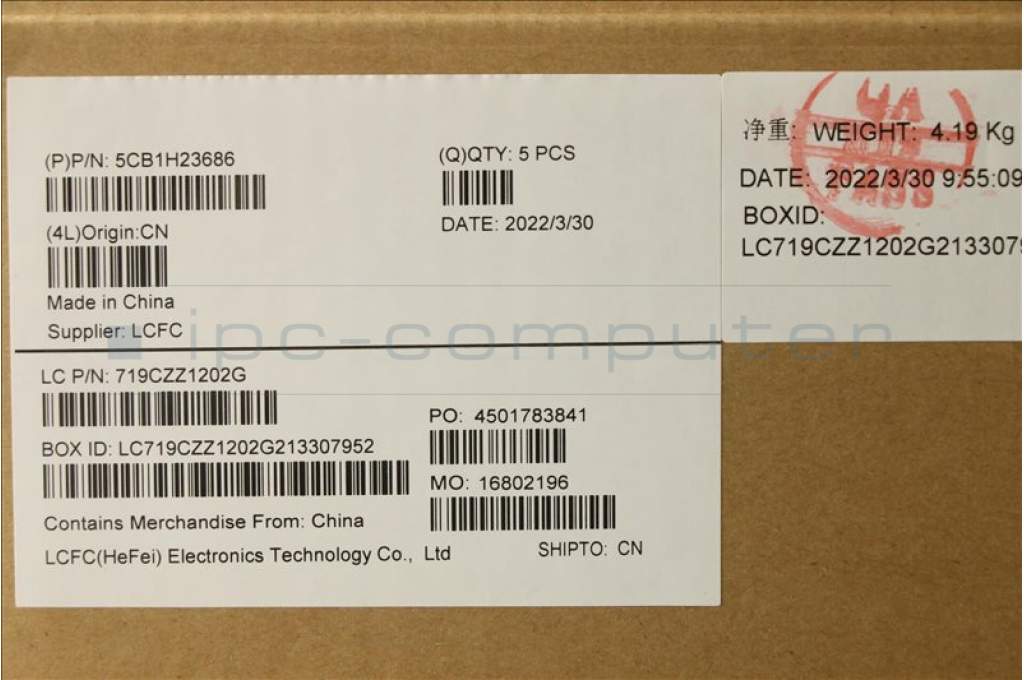 (P)P/N: 5CB1H23686
(Q)QTY: 5 PCS
DATE: 2022/3/30
(4L)Origin:CN
Made in China
Supplier: LCFC
LC P/N: 719CZZ1202G
PO: 4501783841
BOX ID: LC719CZZ1202G213307952
MO: 16802196
Contains Merchandise From: China
LCFC(HeFei) Electronics Technology Co., Ltd
SHIPTO: CN
净重: WEIGHT: 4.19 Kg
DATE: 2022/3/30 9:55:09
BOXID:
LC719CZZ1202G21330795
ipc-computer